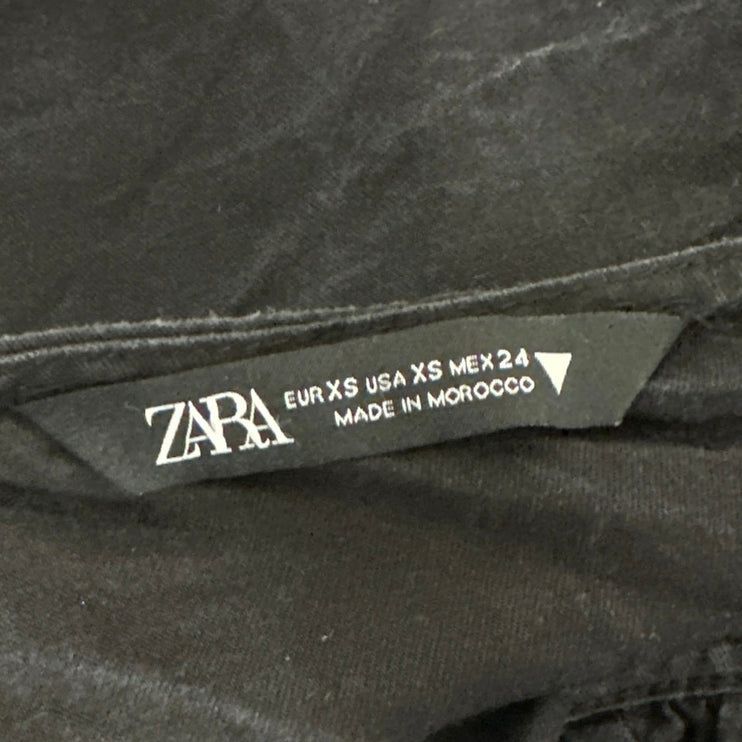 ZARA
EUR XS USA XS MEX 24
MADE IN MOROCCO